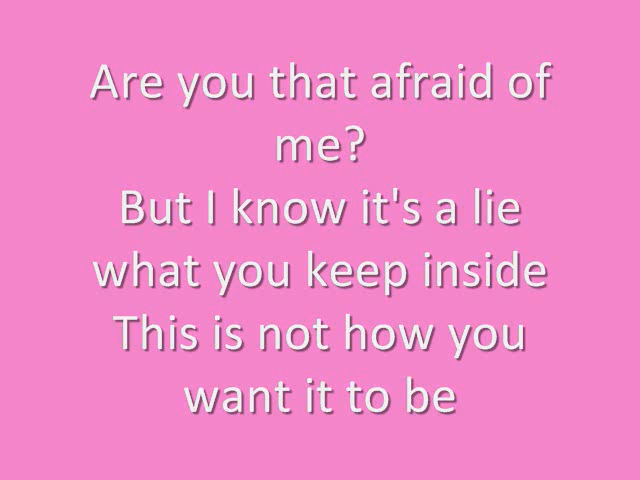 Are you that afraid of
me?
But I know it's a lie
what you keep inside
This is not how you
want it to be